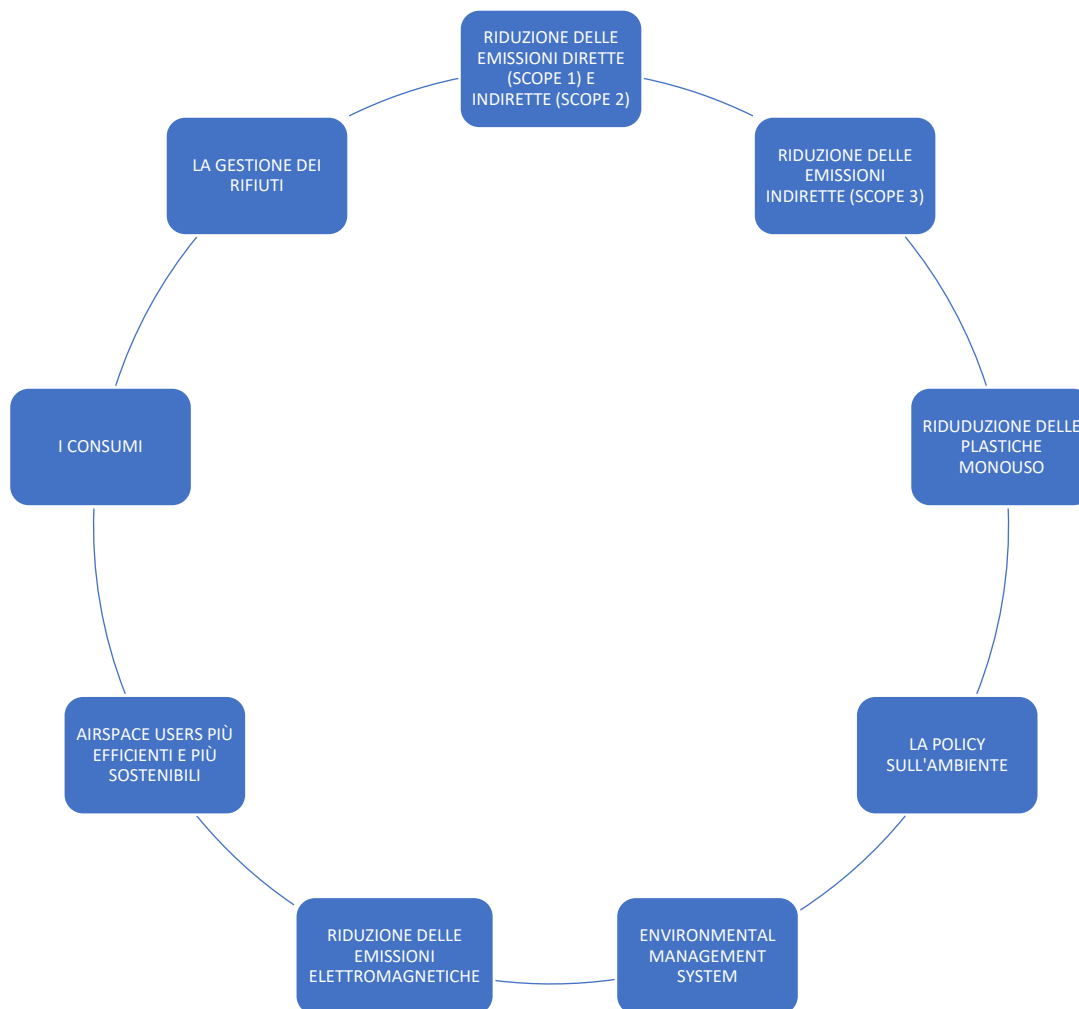 RIDUZIONE DELLE
EMISSIONI DIRETTE
(SCOPE 1) E
INDIRETTE (SCOPE 2)
RIDUZIONE DELLE
EMISSIONI
INDIRETTE (SCOPE 3)
RIDUDUZIONE DELLE
PLASTICHE
MONOUSO
LA POLICY
SULL'AMBIENTE
ENVIRONMENTAL
MANAGEMENT
SYSTEM
RIDUZIONE DELLE
EMISSIONI
ELETTROMAGNETICHE
AIRSPACE USERS PIÙ
EFFICIENTI E PIÙ
SOSTENIBILI
I CONSUMI
LA GESTIONE DEI
RIFIUTI